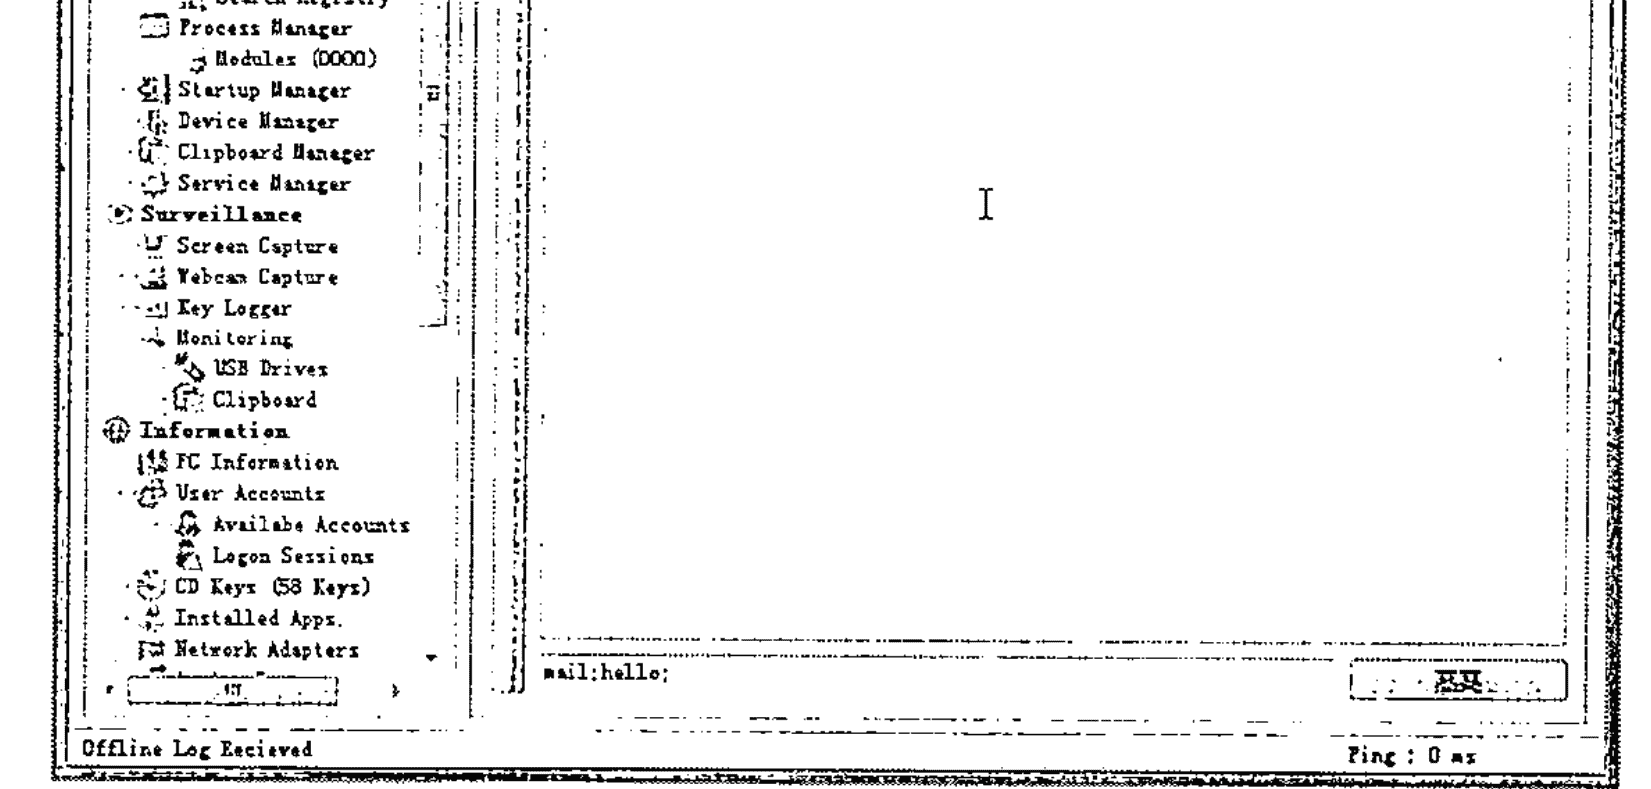 Search Registry
Process Manager
Modules (0000)
Startup Manager
Device Manager
Clipboard Manager
Service Manager
Surveillance
Screen Capture
Webcam Capture
Key Logger
Monitoring
USB Drives
Clipboard
Information
PC Information
User Accounts
Availabe Accounts
Logon Sessions
CD Keys (58 Keys)
Installed Apps.
Network Adapters
mail:hello;
Offline Log Recieved
Ping : 0 ms